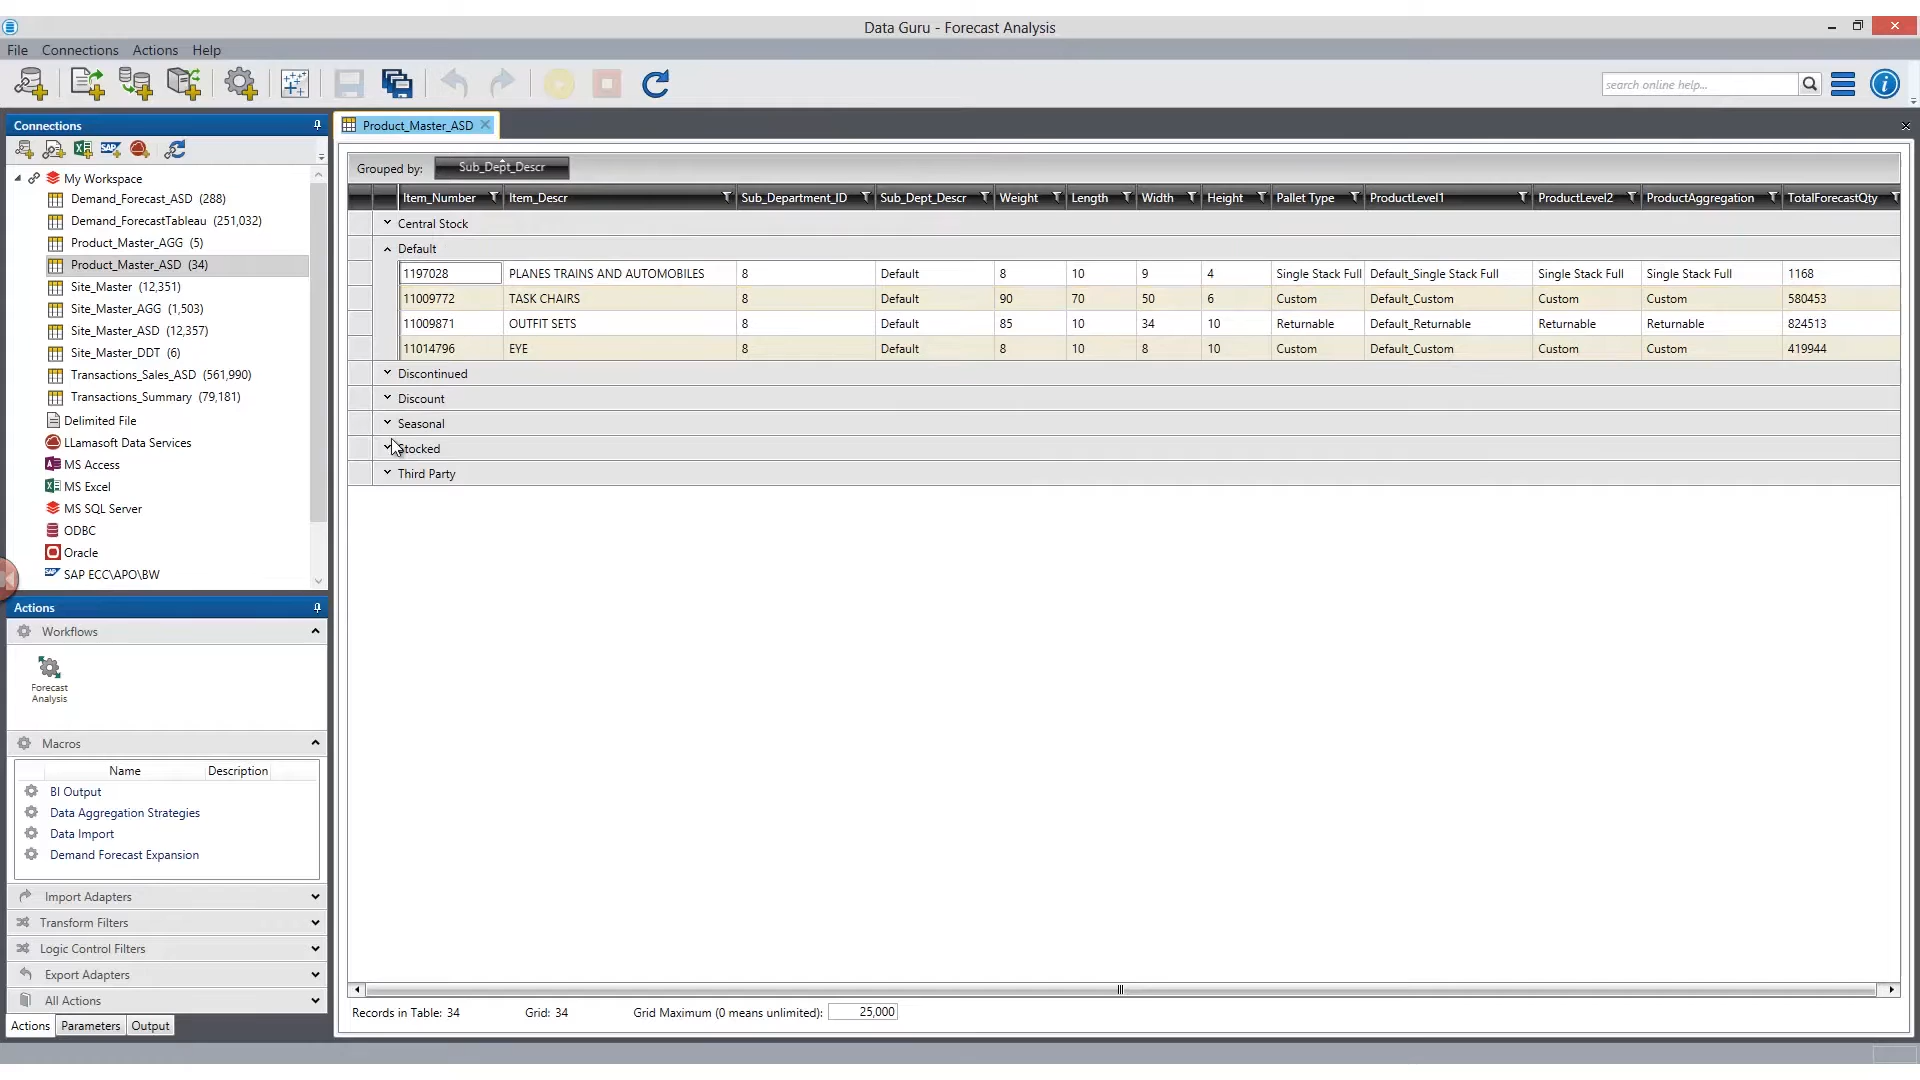 Data Guru - Forecast Analysis
File Connections Actions Help
search online help...
Connections
My Workspace
Demand_Forecast_ASD (288)
Demand_ForecastTableau (251,032)
Product_Master_AGG (5)
Product_Master_ASD (34)
Site_Master (12,351)
Site_Master_AGG (1,503)
Site_Master_ASD (12,357)
Site_Master_DDT (6)
Transactions_Sales_ASD (561,990)
Transactions_Summary (79,181)
Delimited File
LLamasoft Data Services
MS Access
MS Excel
MS SQL Server
ODBC
Oracle
SAP ECC\APO\BW
Actions
Workflows
Forecast
Analysis
Macros
Name Description
BI Output
Data Aggregation Strategies
Data Import
Demand Forecast Expansion
Import Adapters
Transform Filters
Logic Control Filters
Export Adapters
All Actions
Actions Parameters Output
Product_Master_ASD
Grouped by: Sub_Dept_Descr
Item_Number Item_Descr Sub_Department_ID Sub_Dept_Descr Weight Length Width Height Pallet Type ProductLevel1 ProductLevel2 ProductAggregation TotalForecastQty
Central Stock
Default
1197028 PLANES TRAINS AND AUTOMOBILES 8 Default 8 10 9 4 Single Stack Full Default_Single Stack Full Single Stack Full Single Stack Full 1168
11009772 TASK CHAIRS 8 Default 90 70 50 6 Custom Default_Custom Custom Custom 580453
11009871 OUTFIT SETS 8 Default 85 10 34 10 Returnable Default_Returnable Returnable Returnable 824513
11014796 EYE 8 Default 8 10 8 10 Custom Default_Custom Custom Custom 419944
Discontinued
Discount
Seasonal
Stocked
Third Party
Records in Table: 34 Grid: 34 Grid Maximum (0 means unlimited): 25,000